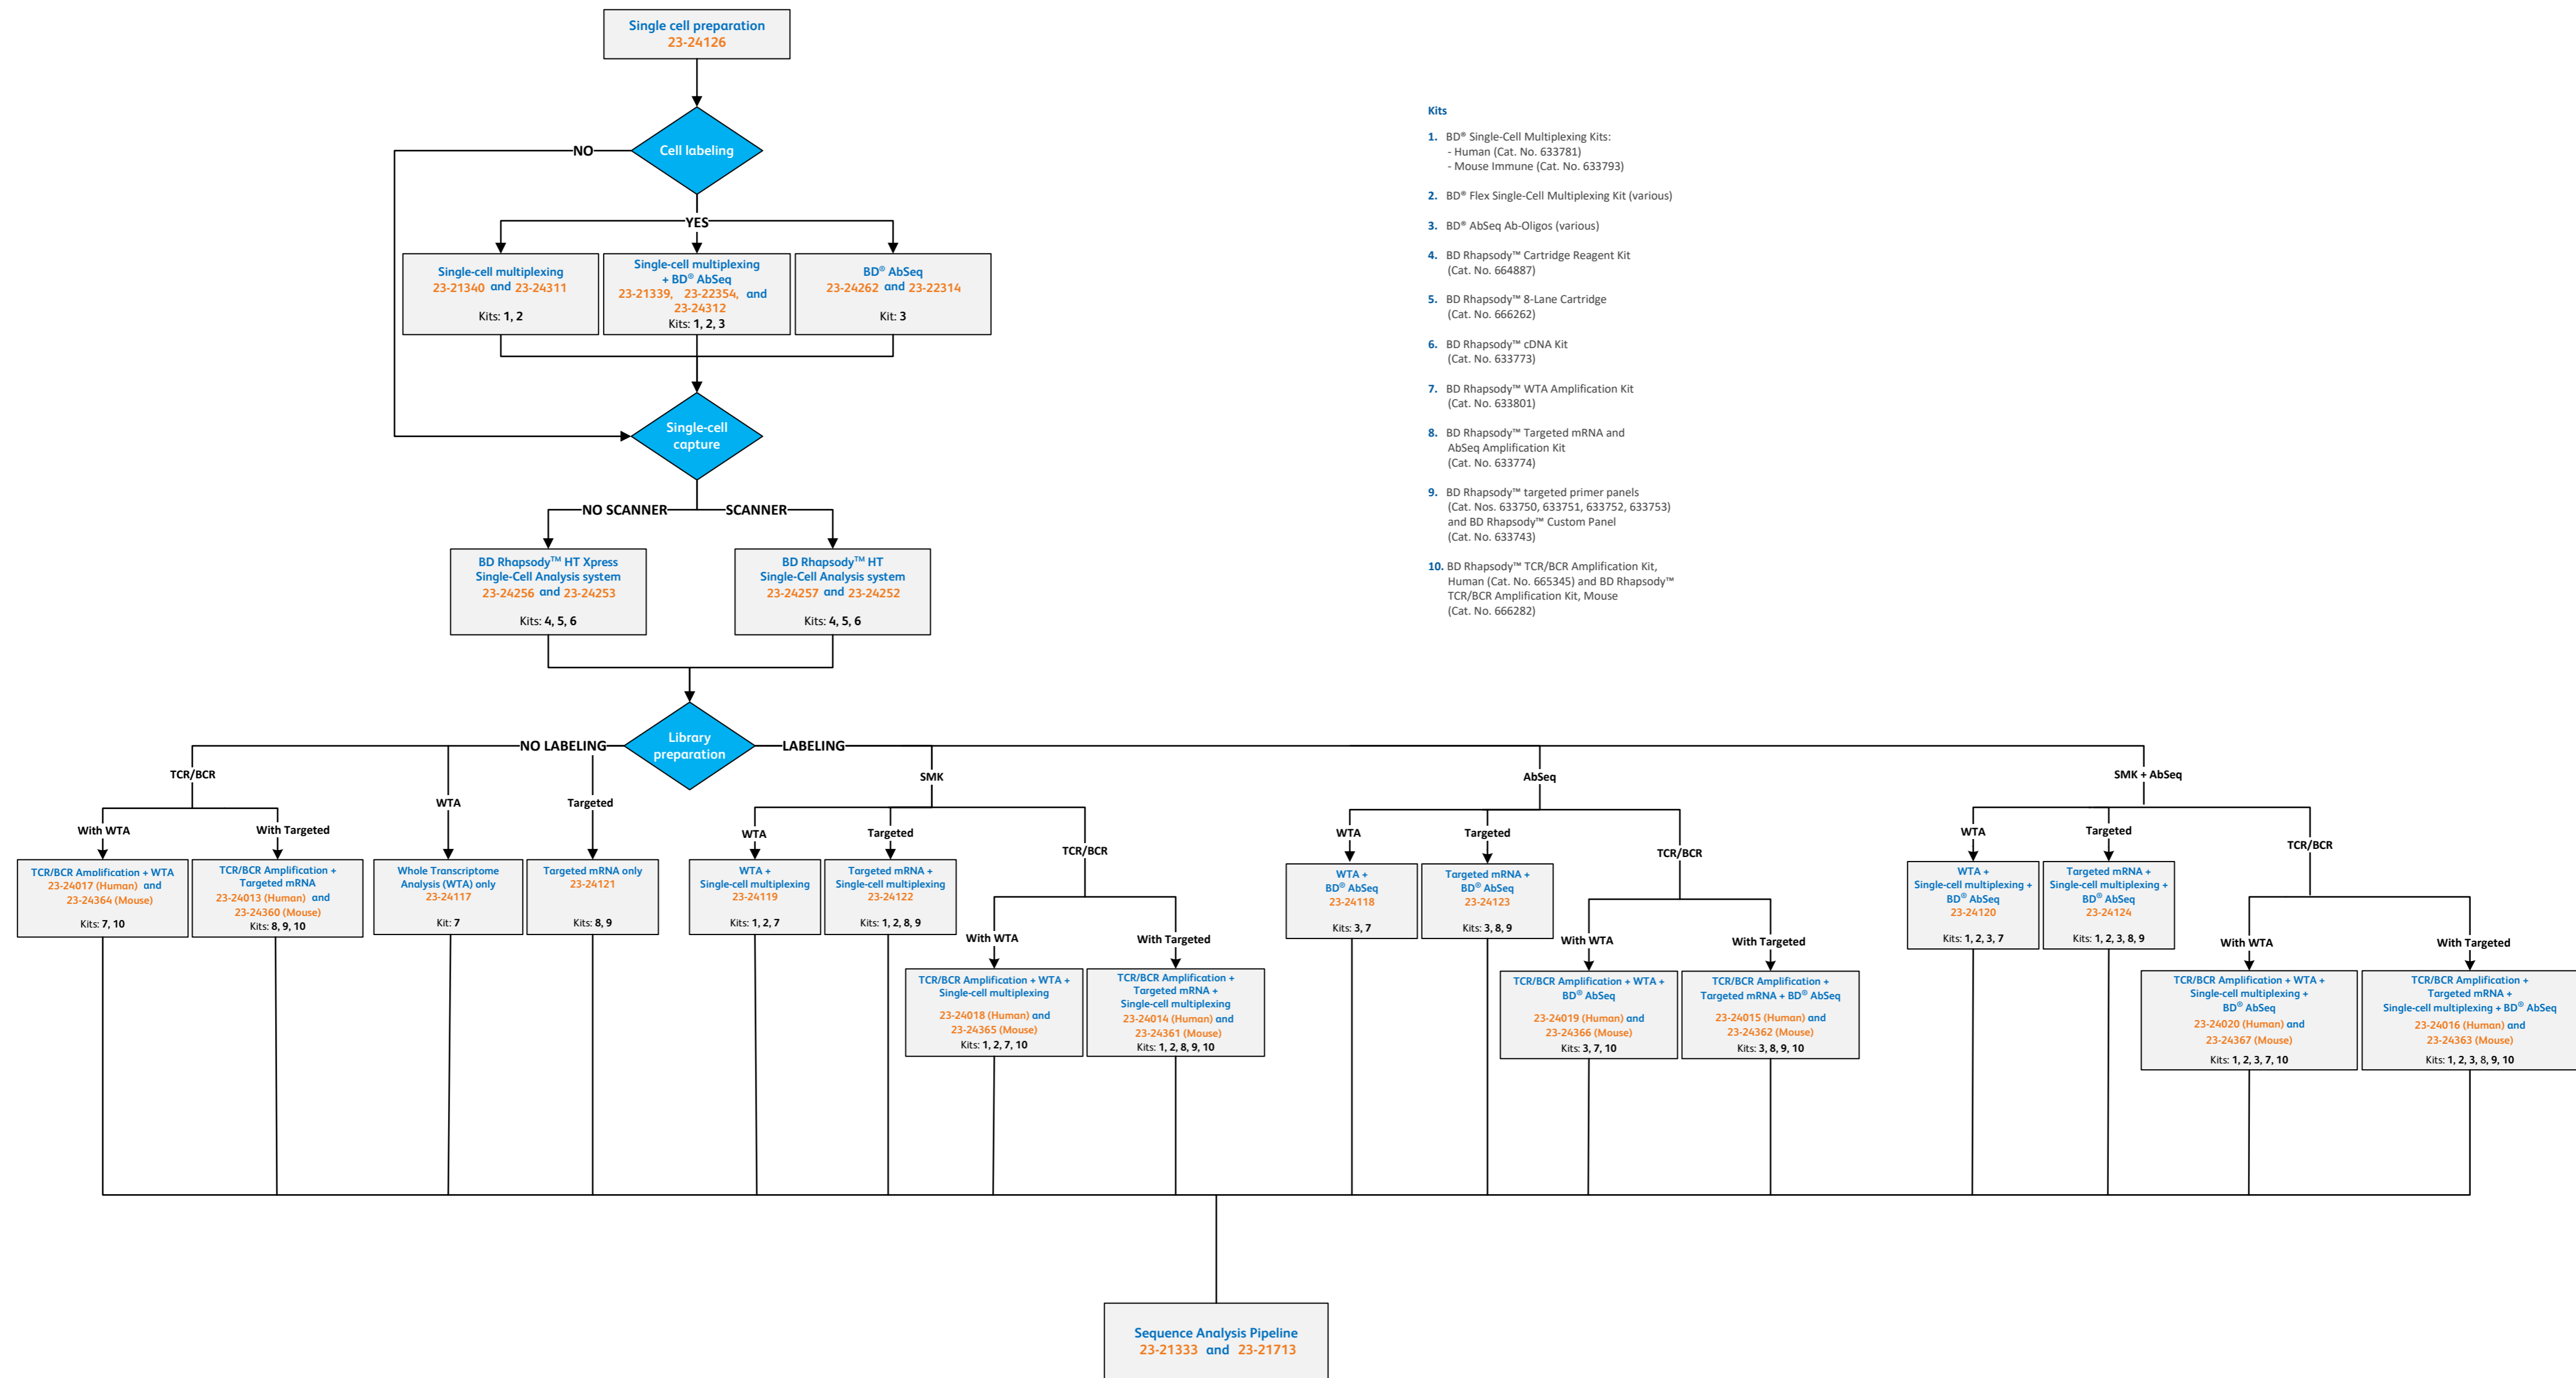 Single cell preparation
23-24126
Cell labeling
NO
YES
Single-cell multiplexing
23-21340 and 23-24311
Kits: 1, 2
Single-cell multiplexing
+ BD® AbSeq
23-21339, 23-22354, and
23-24312
Kits: 1, 2, 3
BD® AbSeq
23-24262 and 23-22314
Kit: 3
Single-cell
capture
NO SCANNER
SCANNER
BD Rhapsody™ HT Xpress
Single-Cell Analysis system
23-24256 and 23-24253
Kits: 4, 5, 6
BD Rhapsody™ HT
Single-Cell Analysis system
23-24257 and 23-24252
Kits: 4, 5, 6
Kits
1. BD® Single-Cell Multiplexing Kits:
- Human (Cat. No. 633781)
- Mouse Immune (Cat. No. 633793)
2. BD® Flex Single-Cell Multiplexing Kit (various)
3. BD® AbSeq Ab-Oligos (various)
4. BD Rhapsody™ Cartridge Reagent Kit
(Cat. No. 664887)
5. BD Rhapsody™ 8-Lane Cartridge
(Cat. No. 666262)
6. BD Rhapsody™ cDNA Kit
(Cat. No. 633773)
7. BD Rhapsody™ WTA Amplification Kit
(Cat. No. 633801)
8. BD Rhapsody™ Targeted mRNA and
AbSeq Amplification Kit
(Cat. No. 633774)
9. BD Rhapsody™ targeted primer panels
(Cat. Nos. 633750, 633751, 633752, 633753)
and BD Rhapsody™ Custom Panel
(Cat. No. 633743)
10. BD Rhapsody™ TCR/BCR Amplification Kit,
Human (Cat. No. 665345) and BD Rhapsody™
TCR/BCR Amplification Kit, Mouse
(Cat. No. 666282)
Library
preparation
NO LABELING
LABELING
TCR/BCR
WTA
Targeted
With WTA
With Targeted
TCR/BCR Amplification + WTA
23-24017 (Human) and
23-24364 (Mouse)
Kits: 7, 10
TCR/BCR Amplification +
Targeted mRNA
23-24013 (Human) and
23-24360 (Mouse)
Kits: 8, 9, 10
Whole Transcriptome
Analysis (WTA) only
23-24117
Kit: 7
Targeted mRNA only
23-24121
Kits: 8, 9
SMK
WTA
Targeted
TCR/BCR
WTA +
Single-cell multiplexing
23-24119
Kits: 1, 2, 7
Targeted mRNA +
Single-cell multiplexing
23-24122
Kits: 1, 2, 8, 9
With WTA
With Targeted
TCR/BCR Amplification + WTA +
Single-cell multiplexing
23-24018 (Human) and
23-24365 (Mouse)
Kits: 1, 2, 7, 10
TCR/BCR Amplification +
Targeted mRNA +
Single-cell multiplexing
23-24014 (Human) and
23-24361 (Mouse)
Kits: 1, 2, 8, 9, 10
AbSeq
WTA
Targeted
TCR/BCR
WTA +
BD® AbSeq
23-24118
Kits: 3, 7
Targeted mRNA +
BD® AbSeq
23-24123
Kits: 3, 8, 9
With WTA
With Targeted
TCR/BCR Amplification + WTA +
BD® AbSeq
23-24019 (Human) and
23-24366 (Mouse)
Kits: 3, 7, 10
TCR/BCR Amplification +
Targeted mRNA + BD® AbSeq
23-24015 (Human) and
23-24362 (Mouse)
Kits: 3, 8, 9, 10
SMK + AbSeq
WTA
Targeted
TCR/BCR
WTA +
Single-cell multiplexing +
BD® AbSeq
23-24120
Kits: 1, 2, 3, 7
Targeted mRNA +
Single-cell multiplexing +
BD® AbSeq
23-24124
Kits: 1, 2, 3, 8, 9
With WTA
With Targeted
TCR/BCR Amplification + WTA +
Single-cell multiplexing +
BD® AbSeq
23-24020 (Human) and
23-24367 (Mouse)
Kits: 1, 2, 3, 7, 10
TCR/BCR Amplification +
Targeted mRNA +
Single-cell multiplexing + BD® AbSeq
23-24016 (Human) and
23-24363 (Mouse)
Kits: 1, 2, 3, 8, 9, 10
Sequence Analysis Pipeline
23-21333 and 23-21713